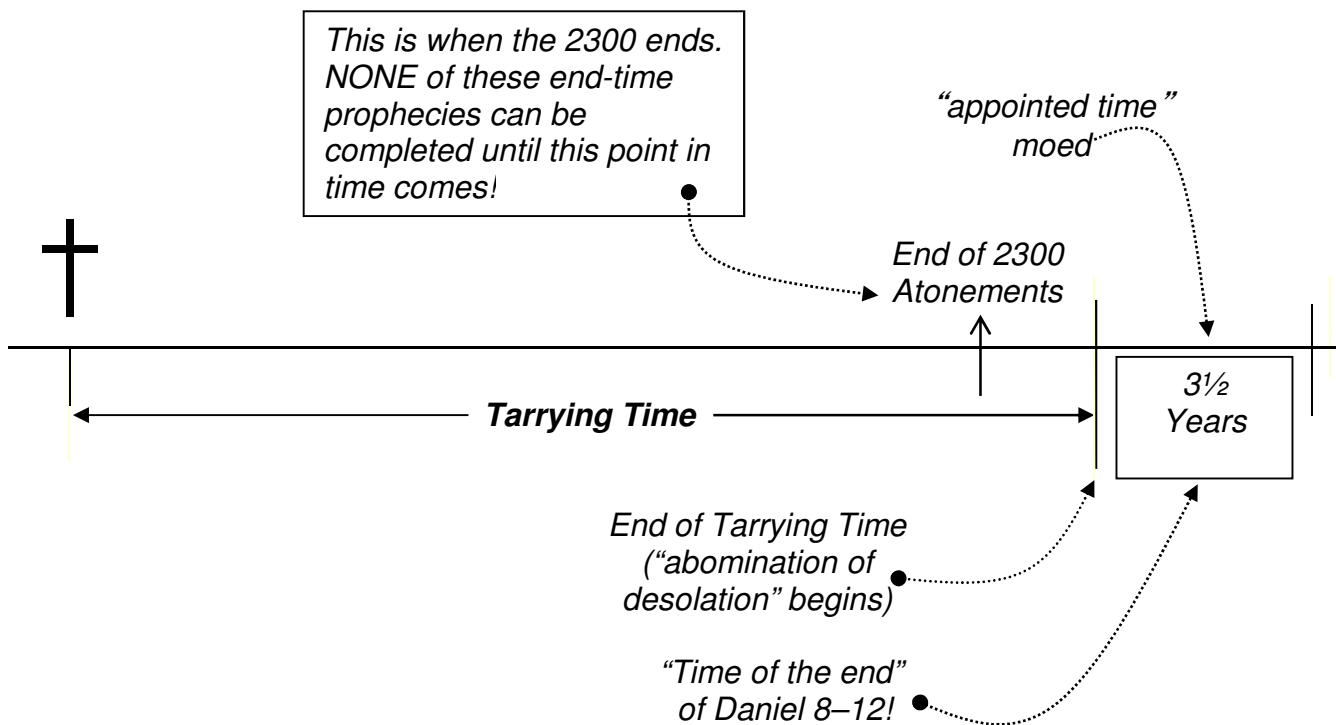 This is when the 2300 ends.
NONE of these end-time
prophecies can be
completed until this point in
time comes!
“appointed time”
moed
End of 2300
Atonements
3½
Years
Tarrying Time
End of Tarrying Time
(“abomination of
desolation” begins)
“Time of the end”
of Daniel 8–12!